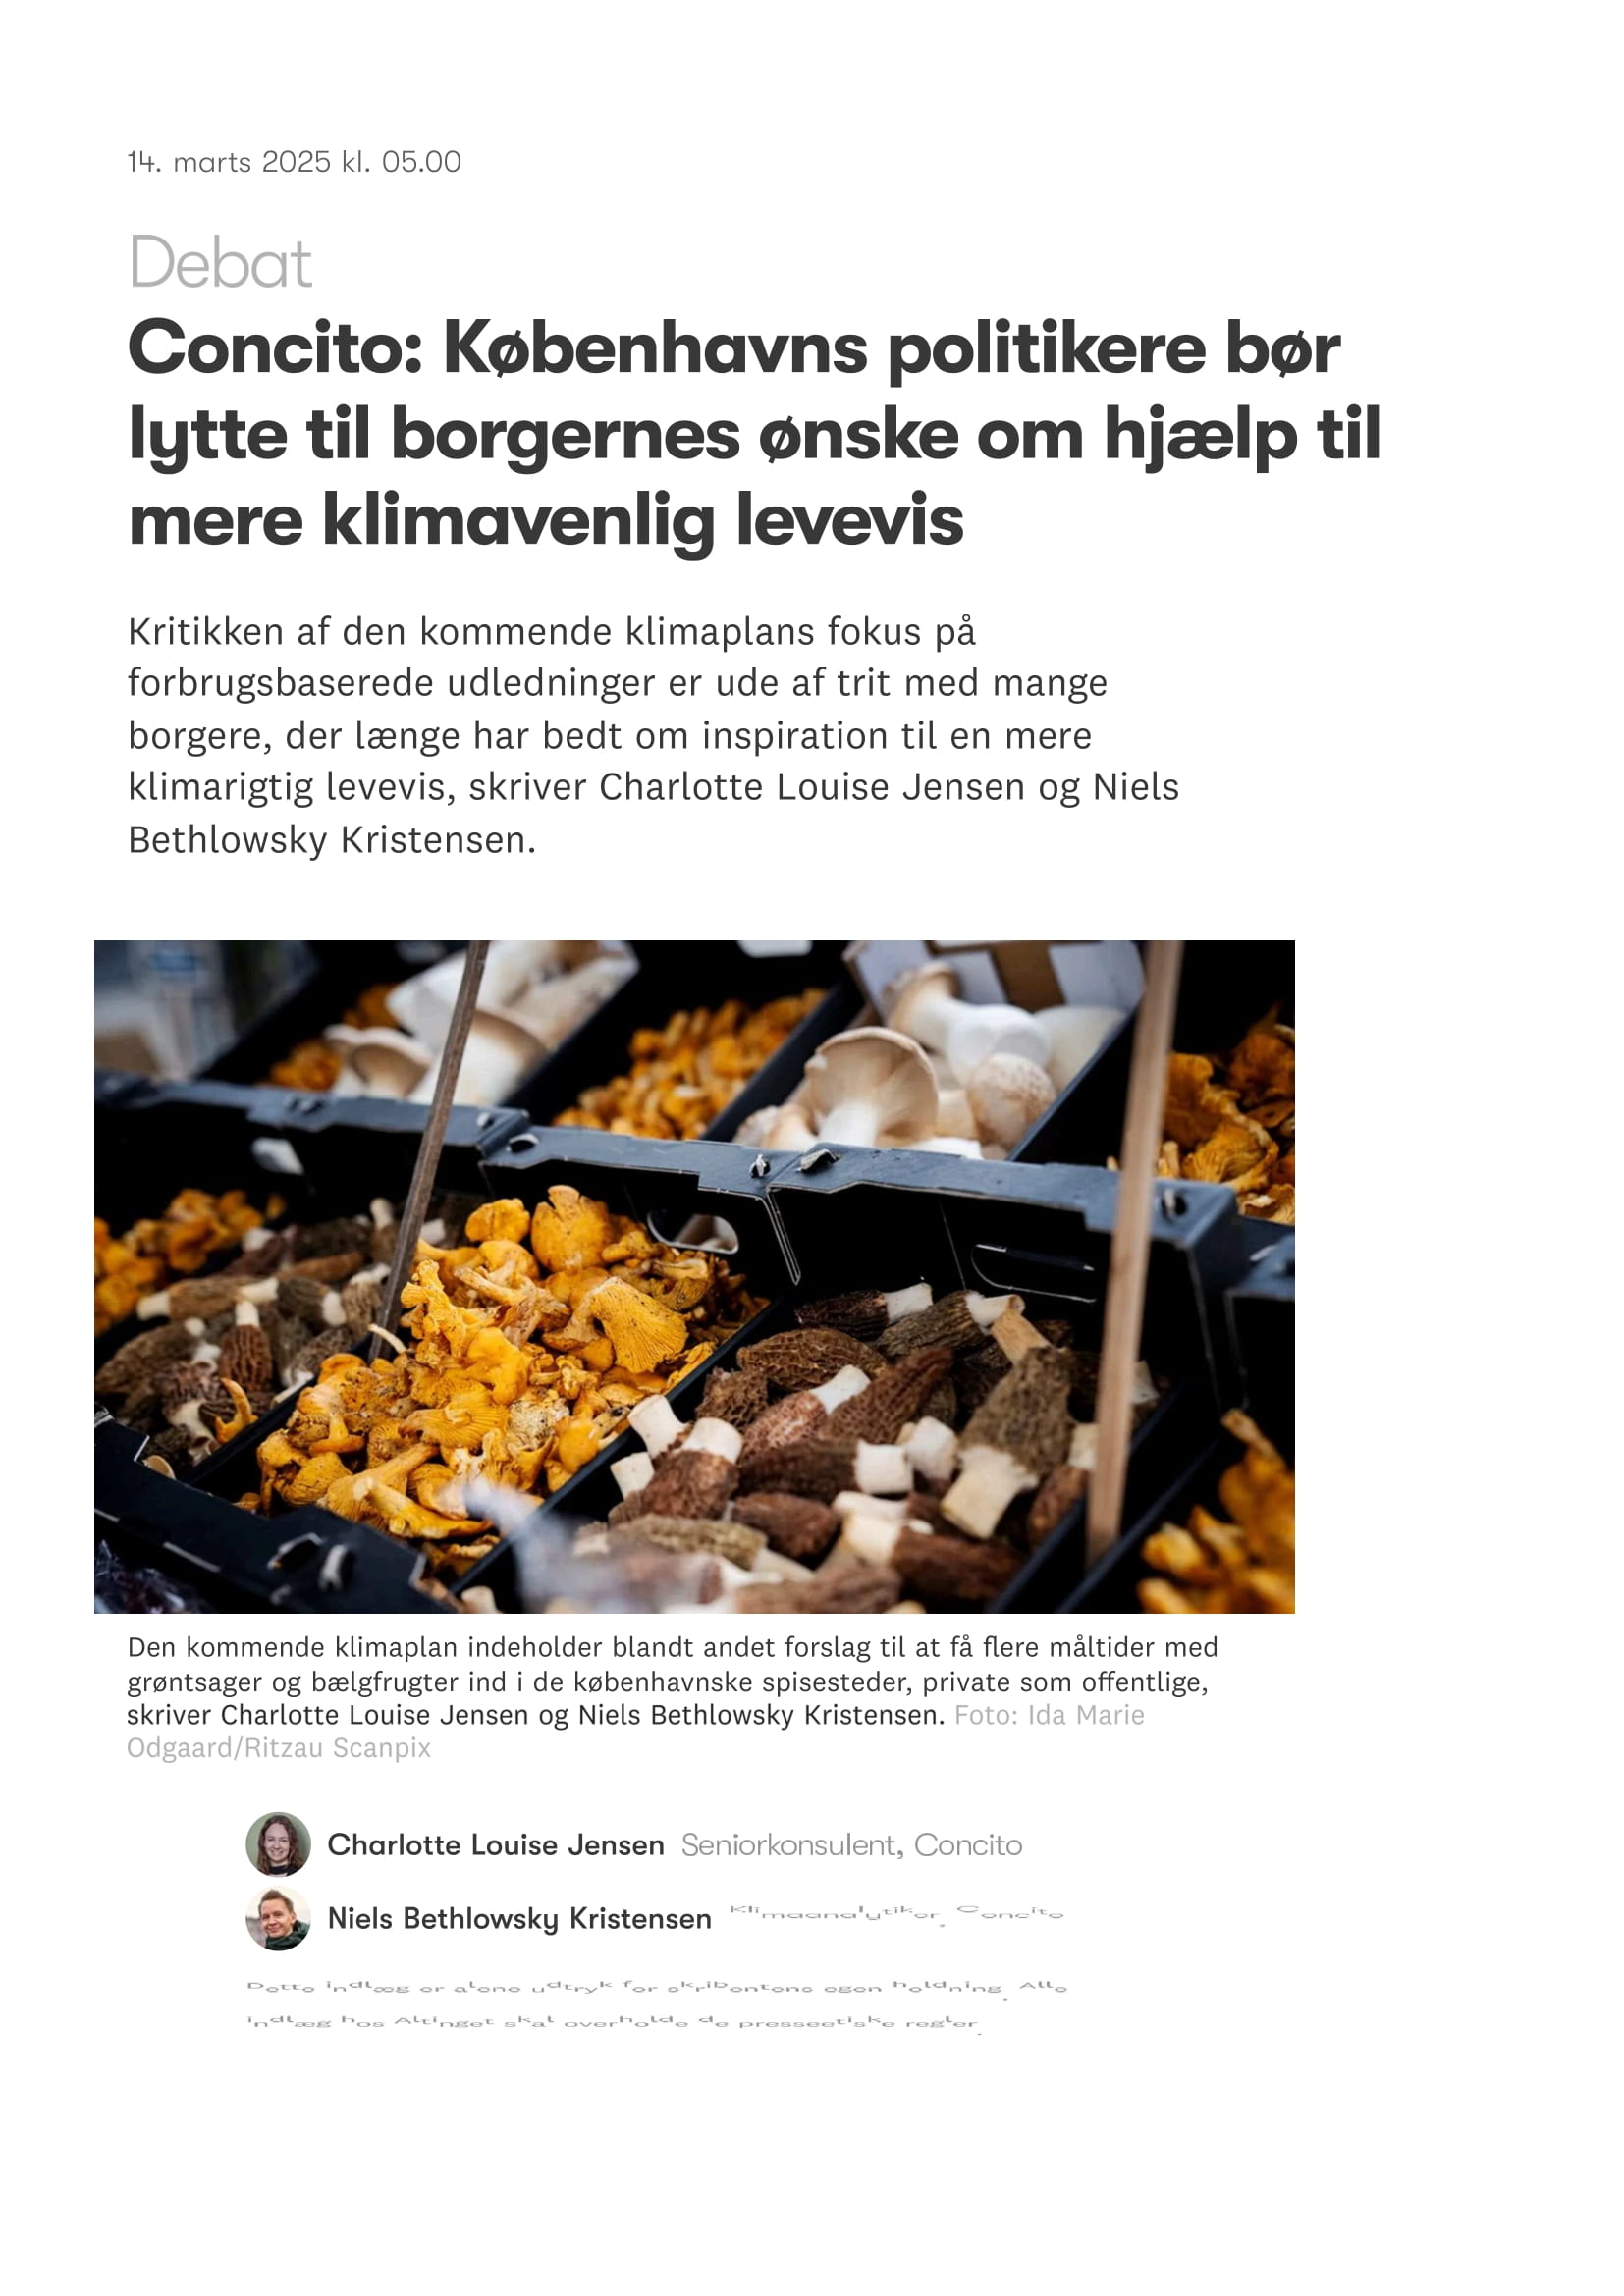 14. marts 2025 kl. 05.00
Debat
Concito: Københavns politikere bør
lytte til borgernes ønske om hjælp til
mere klimavenlig levevis
Kritikken af den kommende klimaplans fokus på
forbrugsbaserede udledninger er ude af trit med mange
borgere, der længe har bedt om inspiration til en mere
klimarigtig levevis, skriver Charlotte Louise Jensen og Niels
Bethlowsky Kristensen.
Den kommende klimaplan indeholder blandt andet forslag til at få flere måltider med
grøntsager og bælgfrugter ind i de københavnske spisesteder, private som offentlige,
skriver Charlotte Louise Jensen og Niels Bethlowsky Kristensen. Foto: Ida Marie
Odgaard/Ritzau Scanpix
Charlotte Louise Jensen Seniorkonsulent, Concito
Niels Bethlowsky Kristensen Klimaanalytiker, Concito
Dette indlæg er alene udtryk for skribentens egen holdning. Alle
indlæg hos Altinget skal overholde de presseetiske regler.